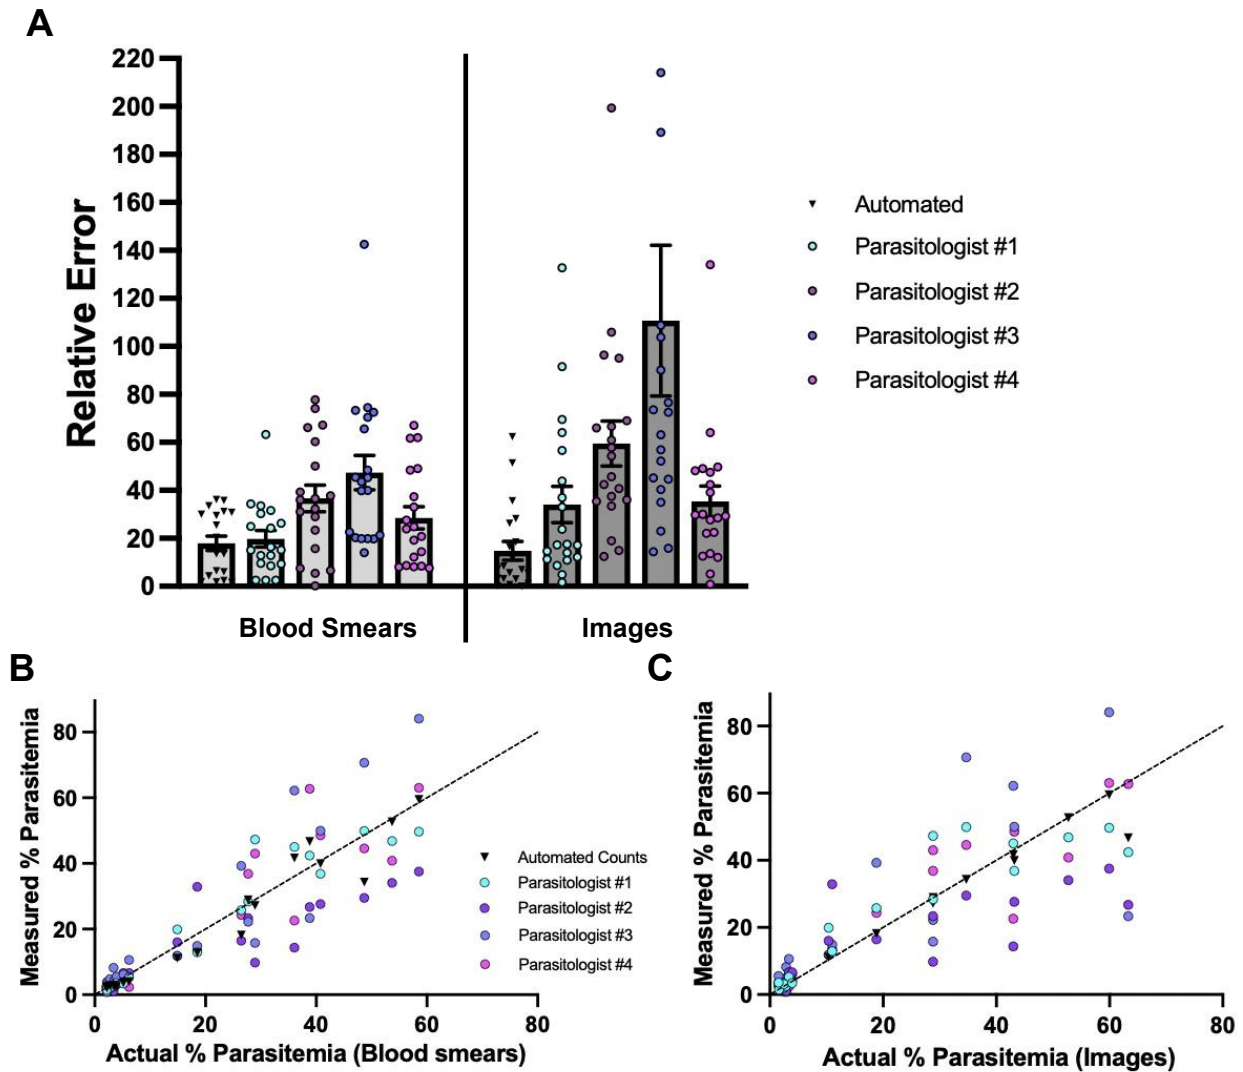 A
Relative Error
220
200
180
160
140
120
100
80
60
40
20
0
Blood Smears
Images
Automated
Parasitologist #1
Parasitologist #2
Parasitologist #3
Parasitologist #4
B
Measured % Parasitemia
80
60
40
20
0
0 20 40 60 80
Actual % Parasitemia (Blood smears)
Automated Counts
Parasitologist #1
Parasitologist #2
Parasitologist #3
Parasitologist #4
C
Measured % Parasitemia
80
60
40
20
0
0 20 40 60 80
Actual % Parasitemia (Images)